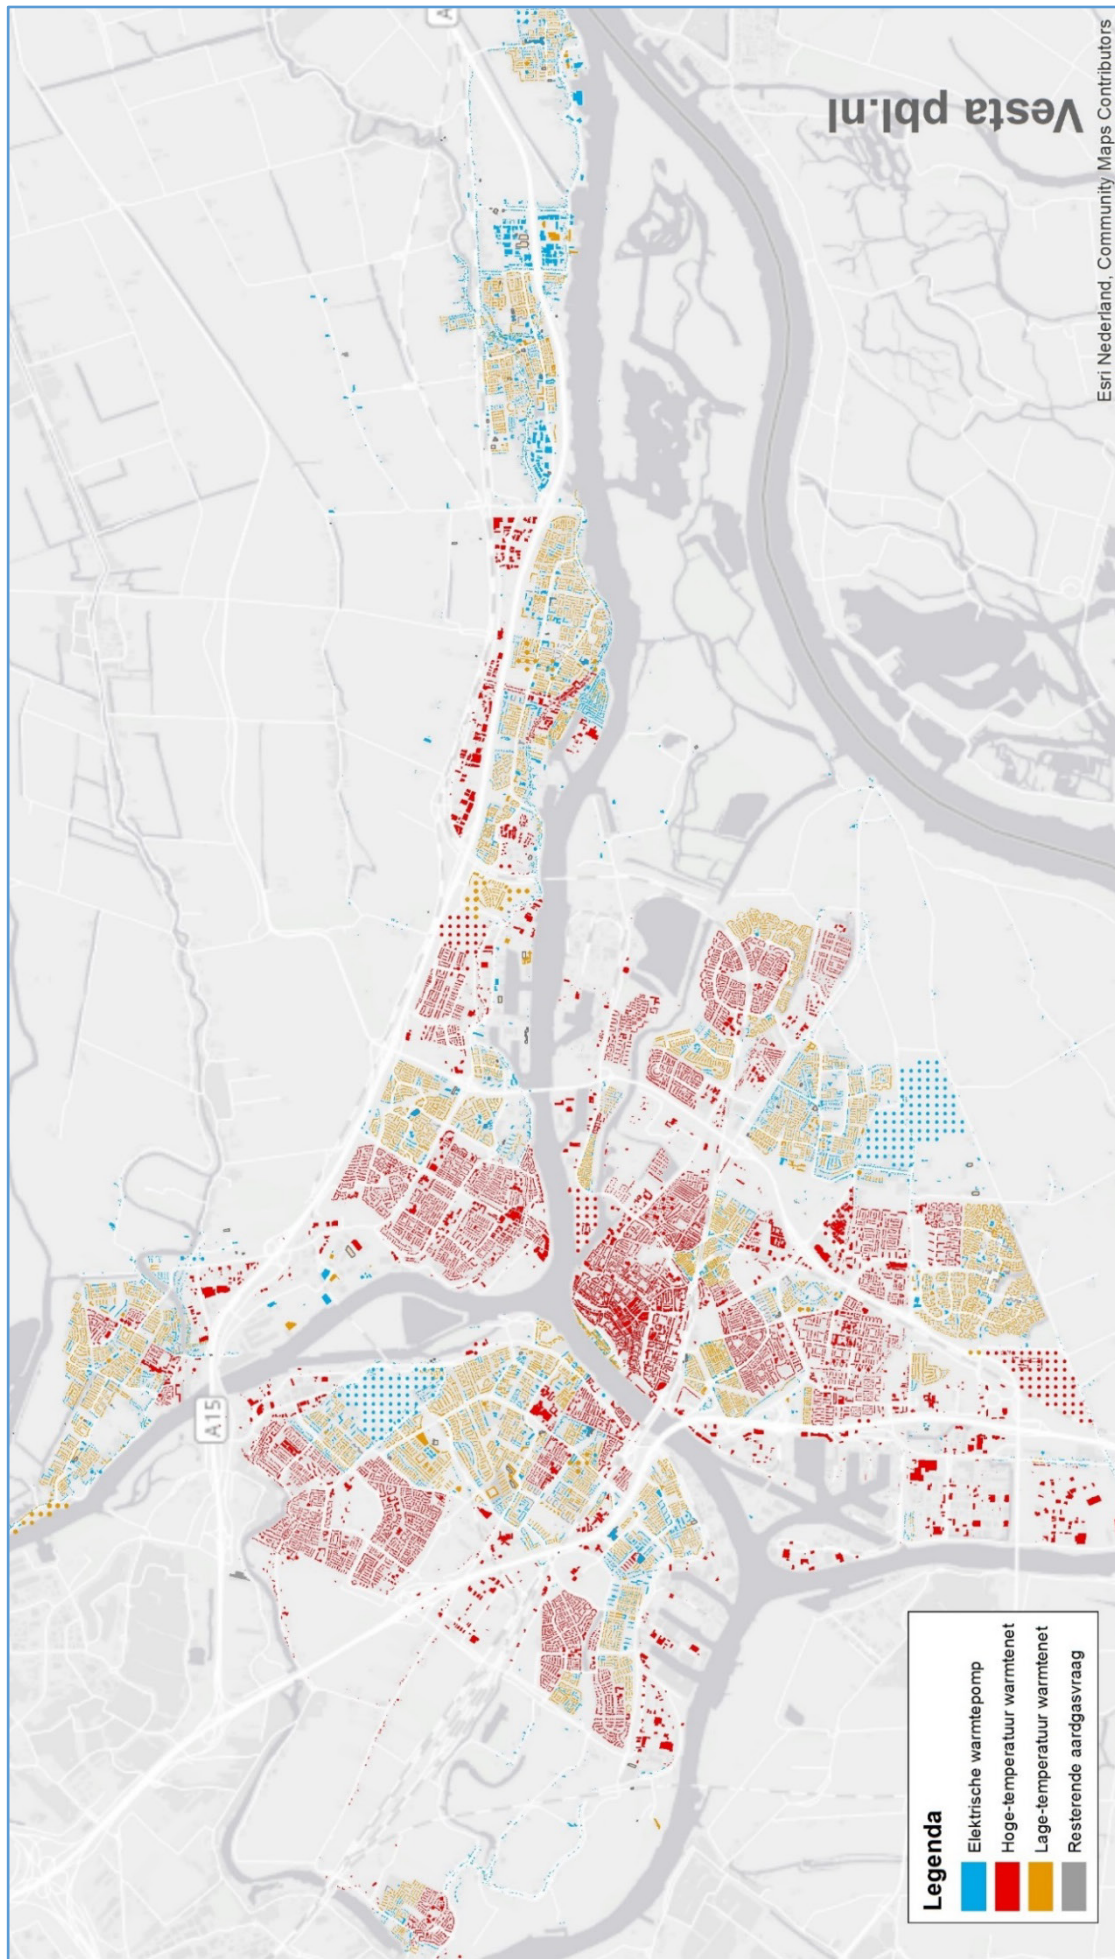 A
Vesta pbl.nl
Esri Nederland, Community Maps Contributors
A15
Legenda
Elektrische warmtepomp
Hoge-temperatuur warmtenet
Lage-temperatuur warmtenet
Resterende aardgasvraag